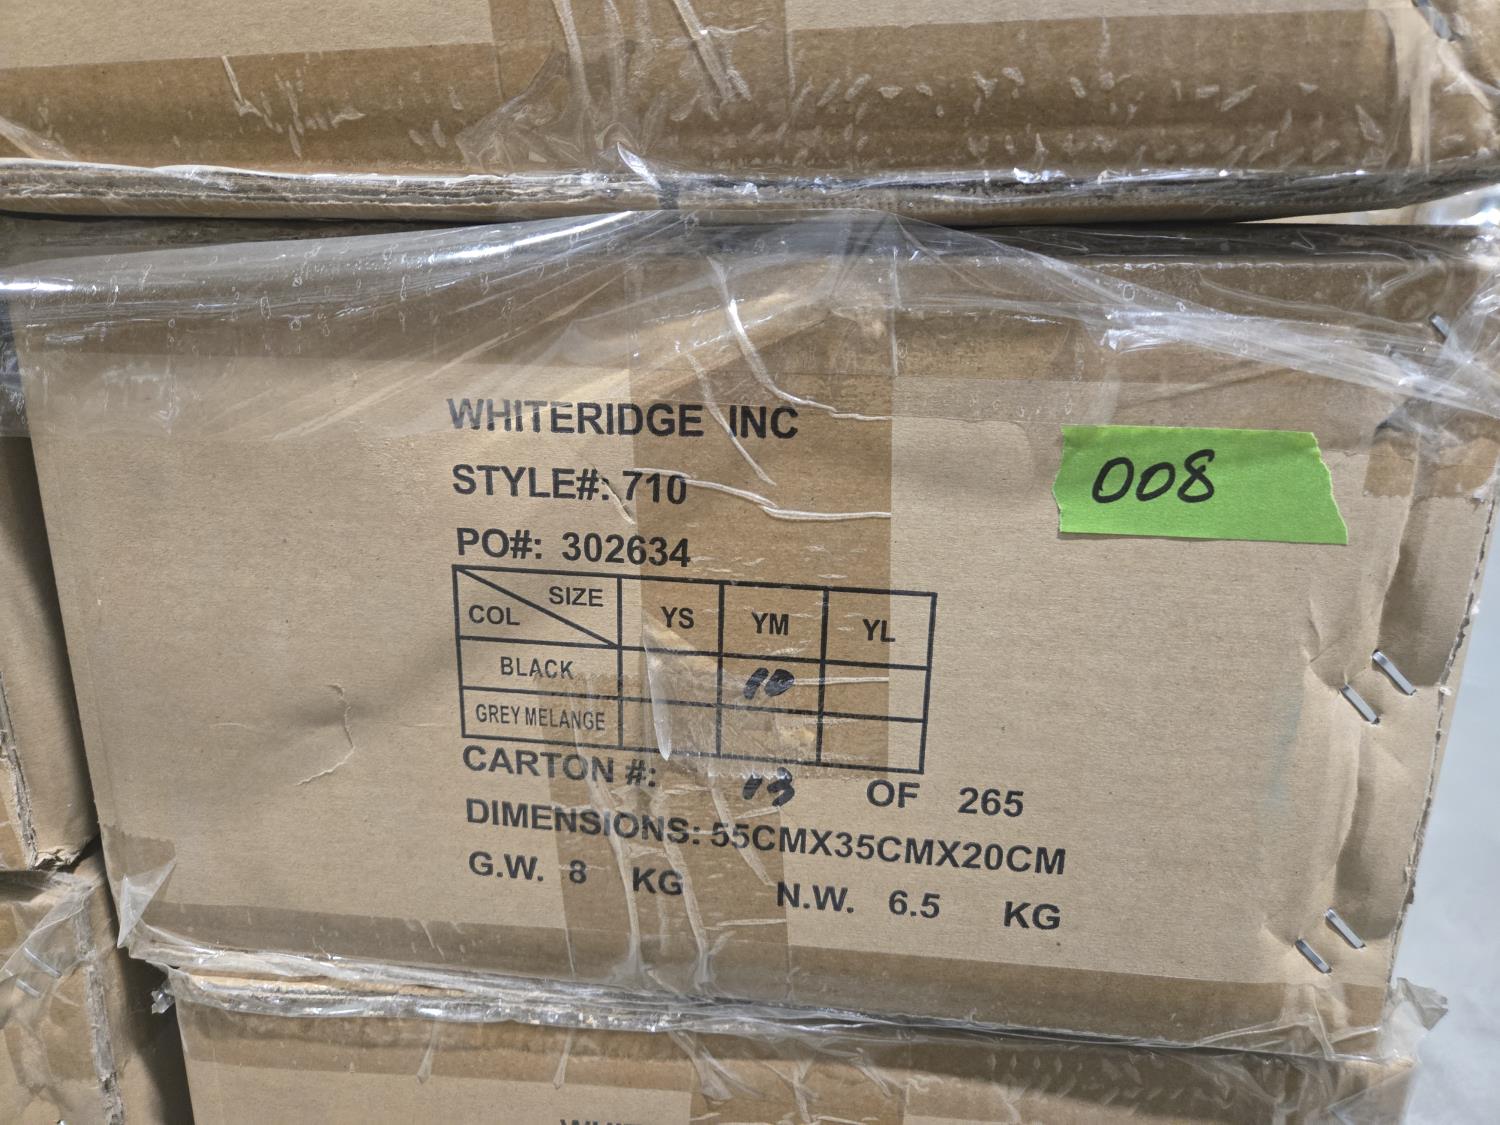 WHITERIDGE INC
008
STYLE#: 710
PO#: 302634
SIZE
COL
YS YM YL
BLACK 10
GREY MELANGE
CARTON #: 13 OF 265
DIMENSIONS: 55CMX35CMX20CM
G.W. 8 KG N.W. 6.5 KG